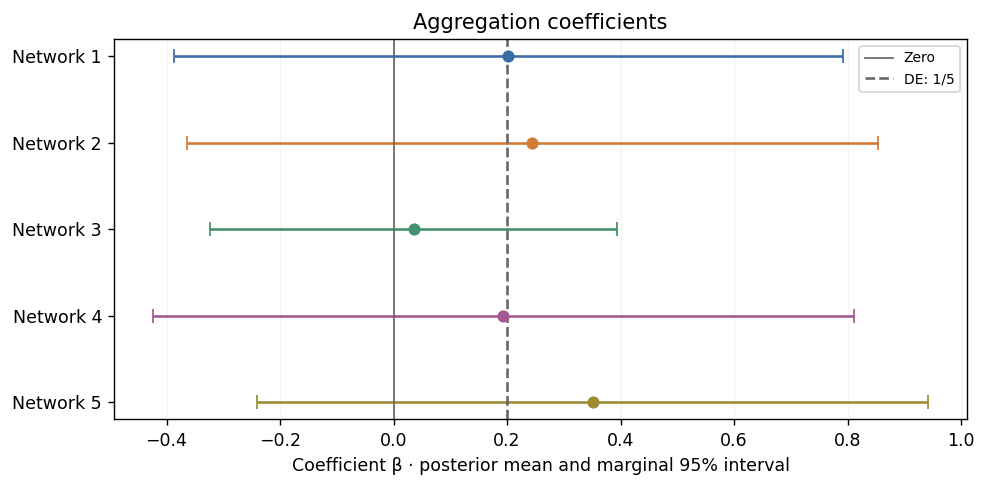 Aggregation coefficients
Network 1
Network 2
Network 3
Network 4
Network 5
Zero
DE: 1/5
−0.4 −0.2 0.0 0.2 0.4 0.6 0.8 1.0
Coefficient β · posterior mean and marginal 95% interval